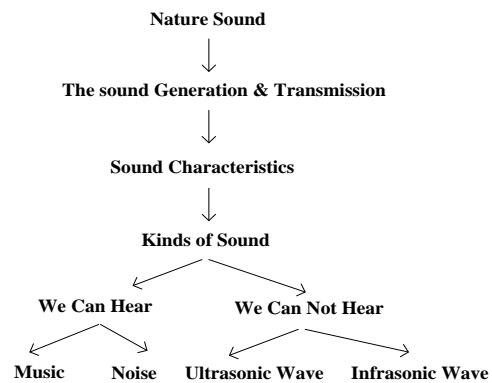 Nature Sound
The sound Generation & Transmission
Sound Characteristics
Kinds of Sound
We Can Hear
We Can Not Hear
Music
Noise
Ultrasonic Wave
Infrasonic Wave